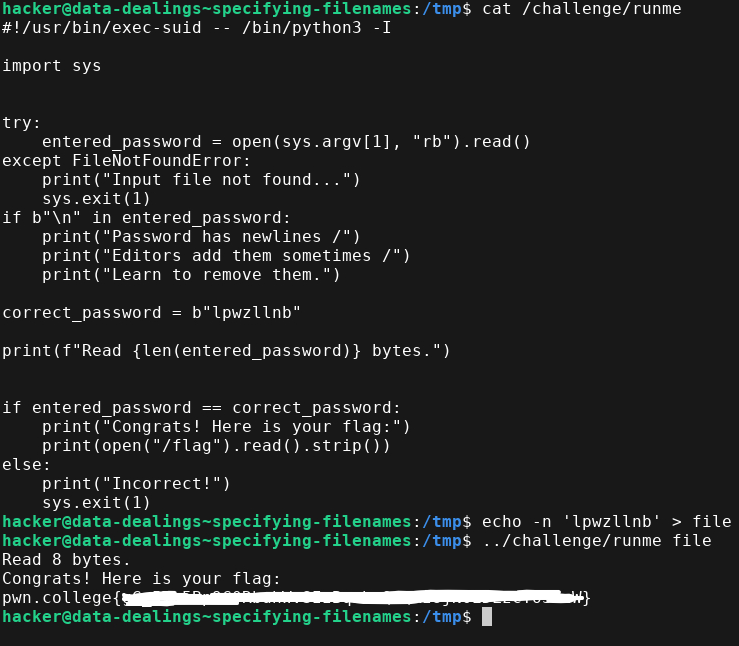 hacker@data-dealings~specifying-filenames:/tmp$ cat /challenge/runme
#!/usr/bin/exec-suid -- /bin/python3 -I
import sys
try:
    entered_password = open(sys.argv[1], "rb").read()
except FileNotFoundError:
    print("Input file not found...")
    sys.exit(1)
if b"\n" in entered_password:
    print("Password has newlines /")
    print("Editors add them sometimes /")
    print("Learn to remove them.")
correct_password = b"lpwzllnb"
print(f"Read {len(entered_password)} bytes.")
if entered_password == correct_password:
    print("Congrats! Here is your flag:")
    print(open("/flag").read().strip())
else:
    print("Incorrect!")
    sys.exit(1)
hacker@data-dealings~specifying-filenames:/tmp$ echo -n 'lpwzllnb' > file
hacker@data-dealings~specifying-filenames:/tmp$ ../challenge/runme file
Read 8 bytes.
Congrats! Here is your flag:
pwn.college{ }
hacker@data-dealings~specifying-filenames:/tmp$